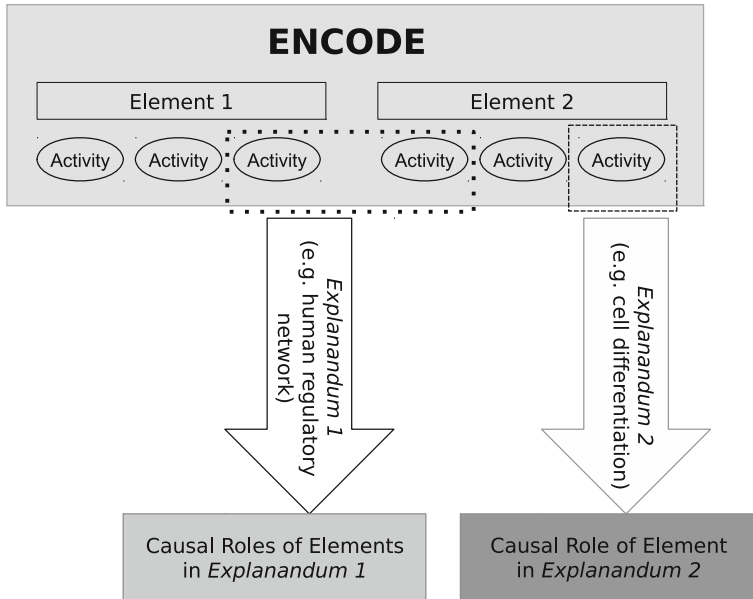 ENCODE
Element 1
Element 2
Activity
Activity
Activity
Activity
Activity
Activity
Explanandum 1
(e.g. human regulatory
network)
Explanandum 2
(e.g. cell differentiation)
Causal Roles of Elements
in Explanandum 1
Causal Role of Element
in Explanandum 2